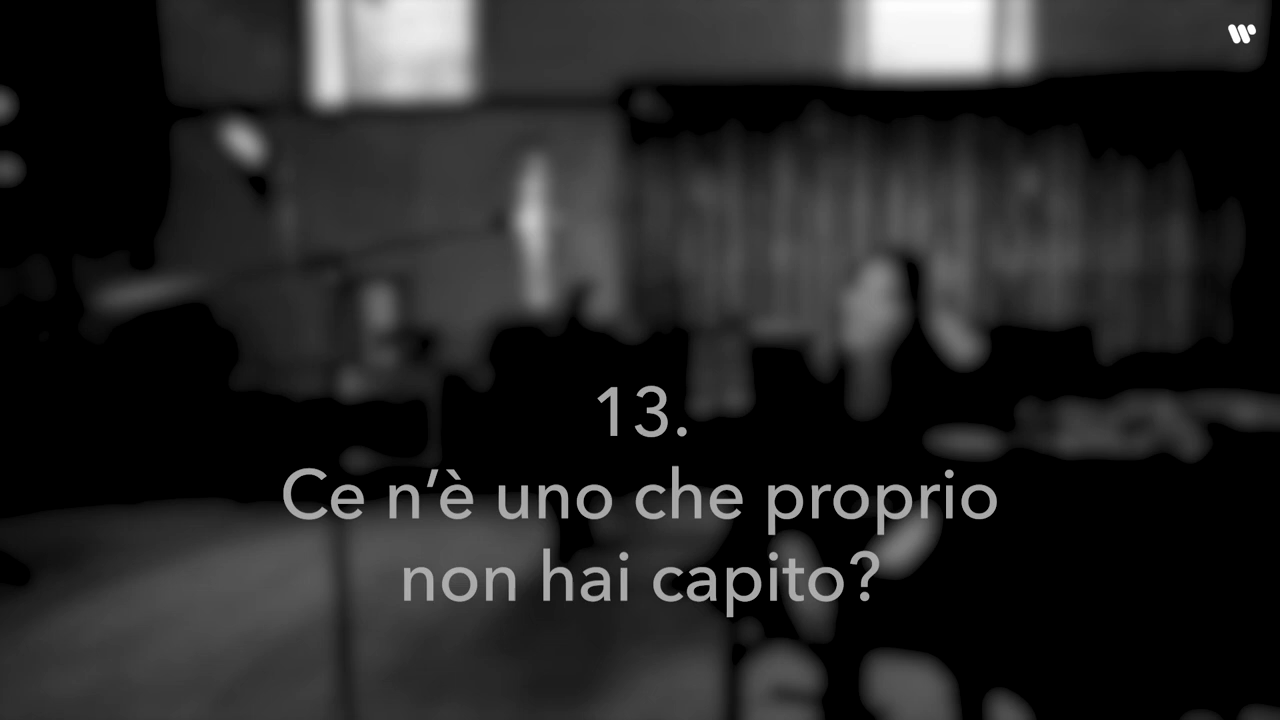 13.
Ce n’è uno che proprio
non hai capito?